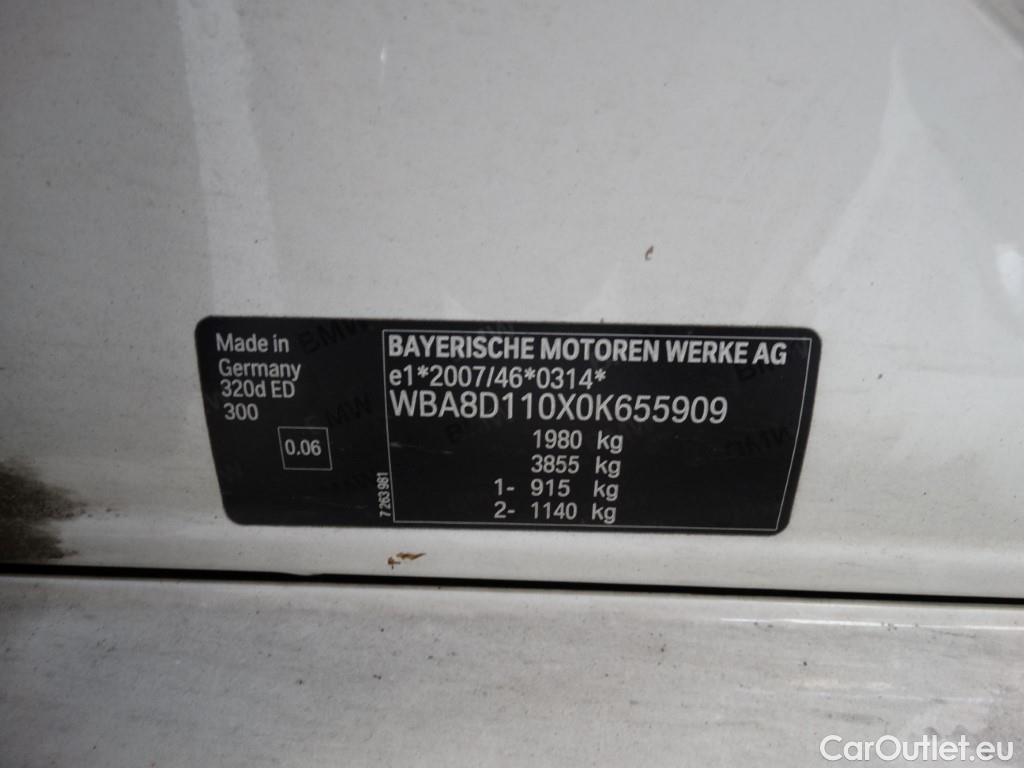 Made in
Germany
320d ED
300
0.06
7 263 981
BAYERISCHE MOTOREN WERKE AG
e1*2007/46*0314*
WBA8D110X0K655909
1980 kg
3855 kg
1- 915 kg
2- 1140 kg
CarOutlet.eu